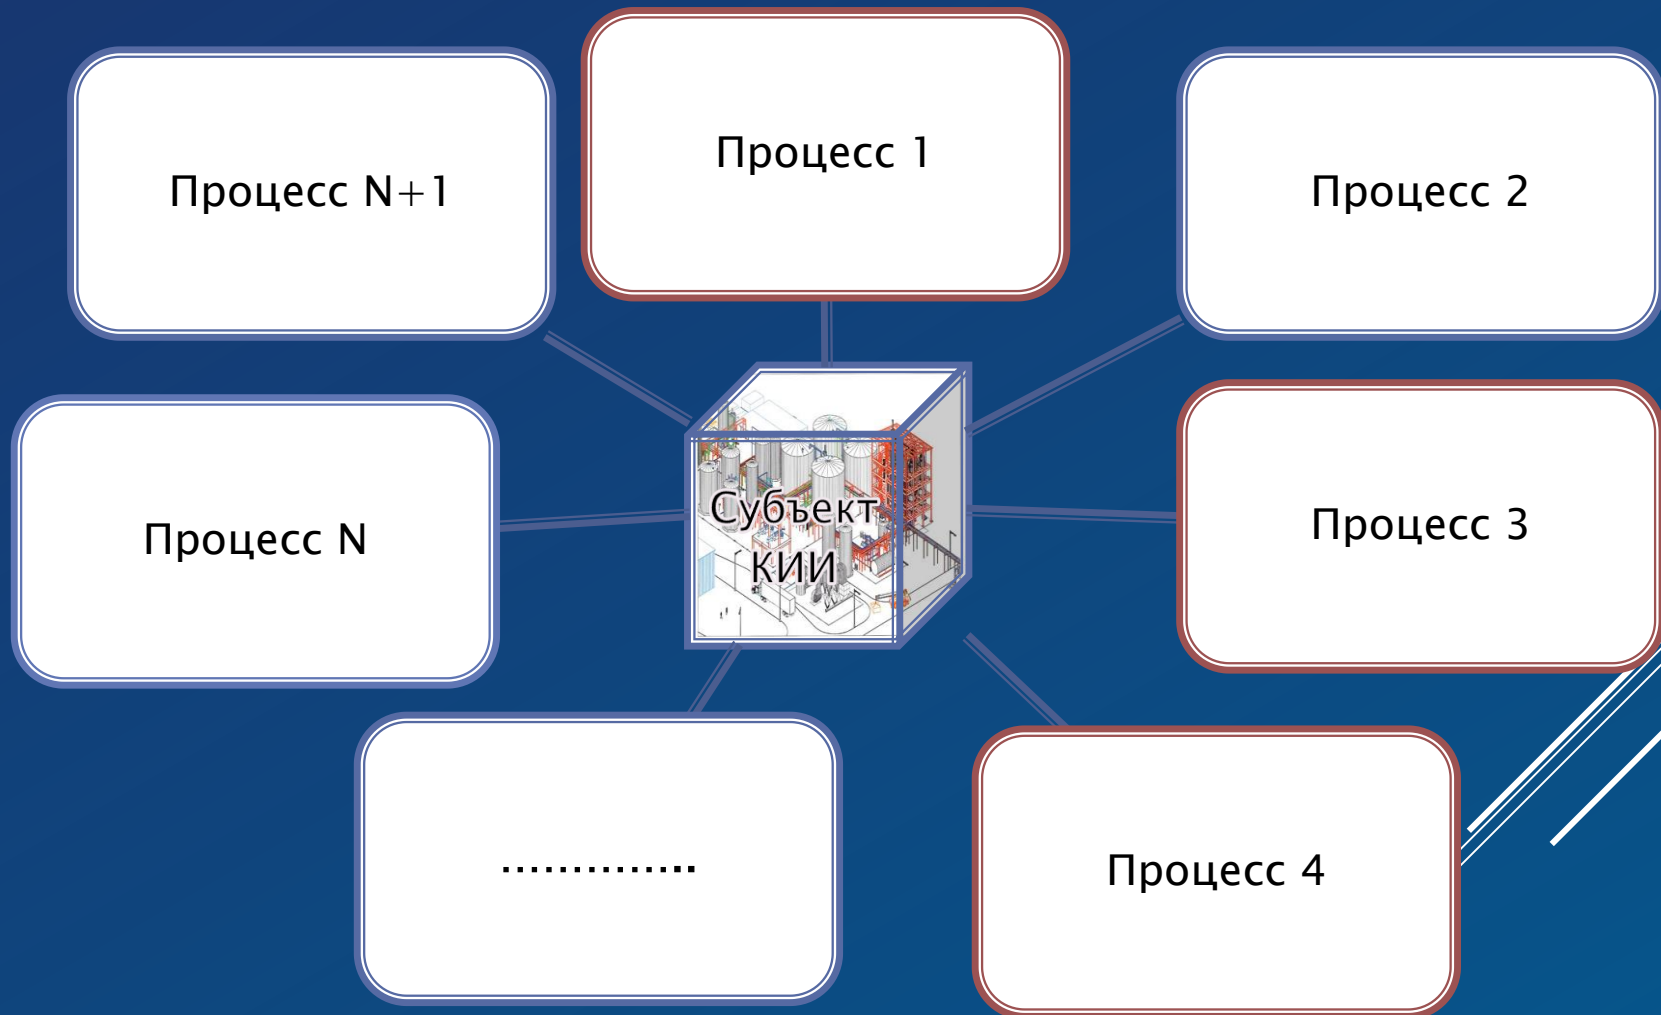 Процесс 1
Процесс N+1
Процесс 2
Субъект
КИИ
Процесс N
Процесс 3
..............
Процесс 4